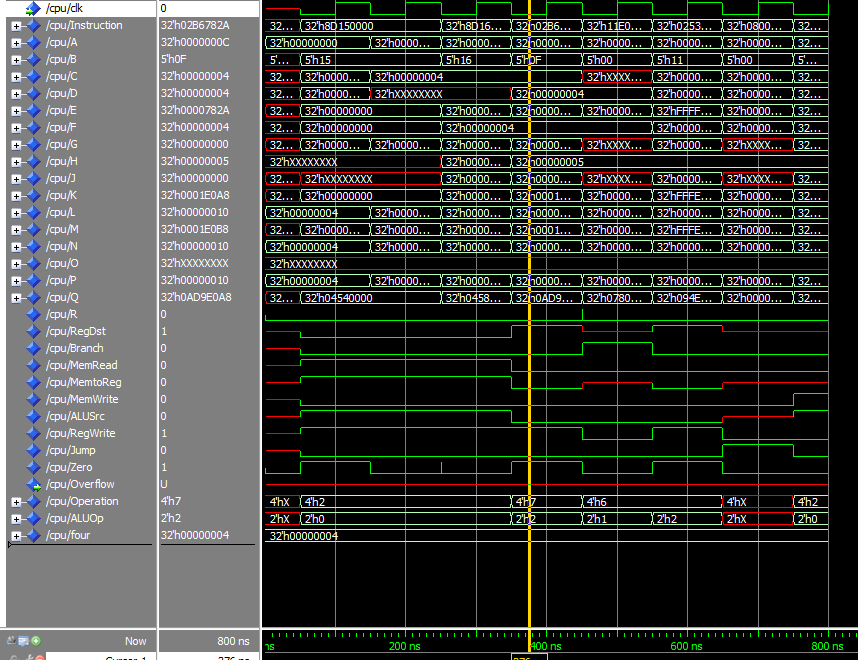 /cpu/clk 0
/cpu/Instruction 32'h02B6782A 32'... 32'h8D150000 32'h8D16... 32'h02B6... 32'h11E0... 32'h0253... 32'h0800... 32'...
/cpu/A 32'h0000000C 32'h00000000 32'h0000... 32'h0000... 32'h0000... 32'h0000... 32'h0000... 32'h0000... 32'...
/cpu/B 5'h0F 5'... 5'h15 5'h16 5'h0F 5'h00 5'h11 5'h00 5'...
/cpu/C 32'h00000004 32'... 32'h0000... 32'h00000004 32'hXXXX... 32'h0000... 32'h0000... 32'...
/cpu/D 32'h00000004 32'... 32'h0000... 32'hXXXXXXXX 32'h00000004 32'h0000... 32'h0000... 32'...
/cpu/E 32'h0000782A 32'... 32'h00000000 32'h0000... 32'h0000... 32'h0000... 32'hFFFF... 32'h0000... 32'...
/cpu/F 32'h00000004 32'... 32'h00000000 32'h00000004 32'h0000... 32'h0000... 32'...
/cpu/G 32'h00000000 32'... 32'h0000... 32'h0000... 32'h0000... 32'h0000... 32'hXXXX... 32'h0000... 32'hXXXX... 32'...
/cpu/H 32'h00000005 32'hXXXXXXXX 32'h0000... 32'h00000005
/cpu/J 32'h00000000 32'... 32'hXXXXXXXX 32'h0000... 32'h0000... 32'hXXXX... 32'h0000... 32'hXXXX... 32'...
/cpu/K 32'h0001E0A8 32'... 32'h00000000 32'h0000... 32'h0001... 32'h0000... 32'hFFFE... 32'h0000... 32'...
/cpu/L 32'h00000010 32'h00000004 32'h0000... 32'h0000... 32'h0000... 32'h0000... 32'h0000... 32'h0000... 32'...
/cpu/M 32'h0001E0B8 32'... 32'h0000... 32'h0000... 32'h0000... 32'h0001... 32'h0000... 32'hFFFE... 32'h0000... 32'...
/cpu/N 32'h00000010 32'h00000004 32'h0000... 32'h0000... 32'h0000... 32'h0000... 32'h0000... 32'h0000... 32'...
/cpu/O 32'hXXXXXXXX 32'hXXXXXXXX
/cpu/P 32'h00000010 32'h00000004 32'h0000... 32'h0000... 32'h0000... 32'h0000... 32'h0000... 32'h0000... 32'...
/cpu/Q 32'h0AD9E0A8 32'... 32'h04540000 32'h0458... 32'h0AD9... 32'h0780... 32'h094E... 32'h0000... 32'...
/cpu/R 0
/cpu/RegDst 1
/cpu/Branch 0
/cpu/MemRead 0
/cpu/MemtoReg 0
/cpu/MemWrite 0
/cpu/ALUSrc 0
/cpu/RegWrite 1
/cpu/Jump 0
/cpu/Zero 1
/cpu/Overflow U
/cpu/Operation 4'h7 4'hX 4'h2 4'h7 4'h6 4'hX 4'h2
/cpu/ALUOp 2'h2 2'hX 2'h0 2'h2 2'h1 2'h2 2'hX 2'h0
/cpu/four 32'h00000004 32'h00000004
Now 800 ns ns 200 ns 400 ns 600 ns 800 ns